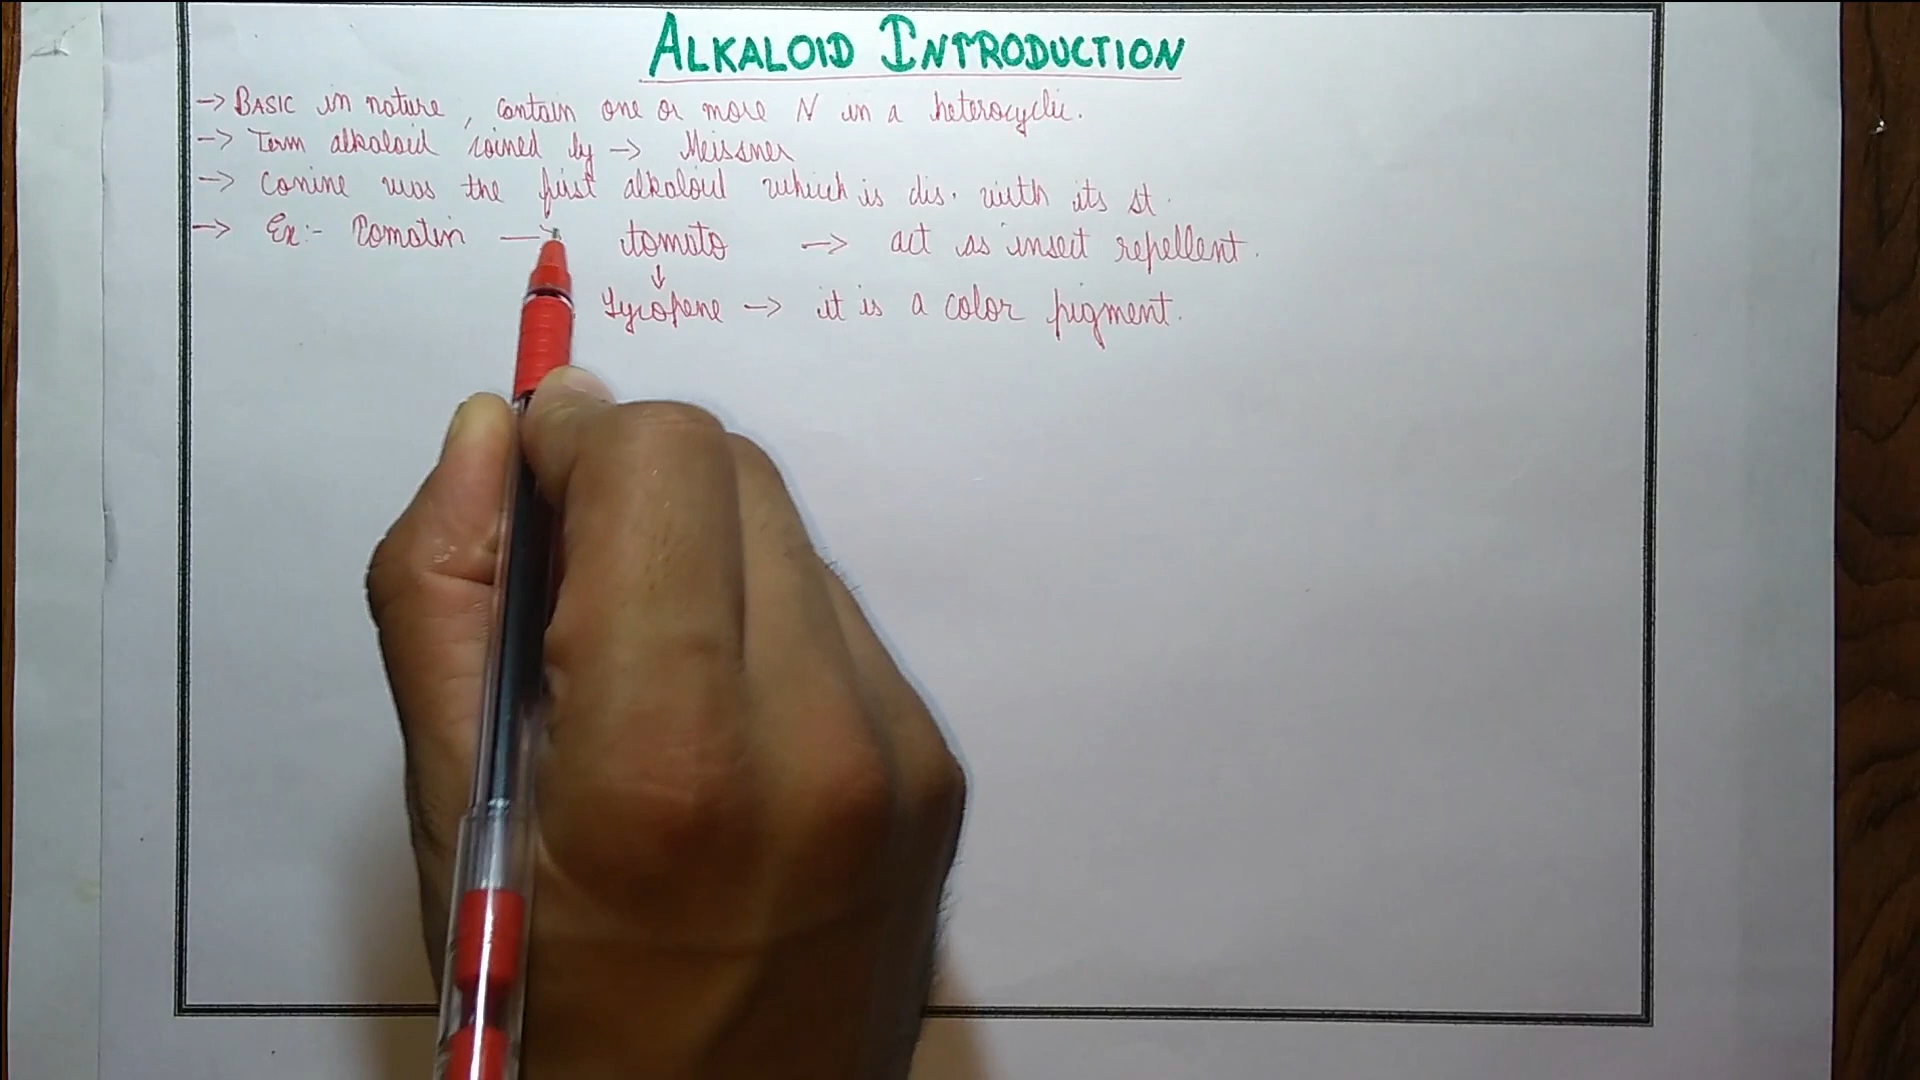 ALKALOID INTRODUCTION
→ BASIC in nature, contain one or more N in a heterocyclic.
→ Term alkaloid coined by → Meissner
→ Conine was the first alkaloid which is dis. with its st.
→ Ex:- Tomatin → tomato → act as insect repellent.
↓
Lycopene → it is a color pigment.